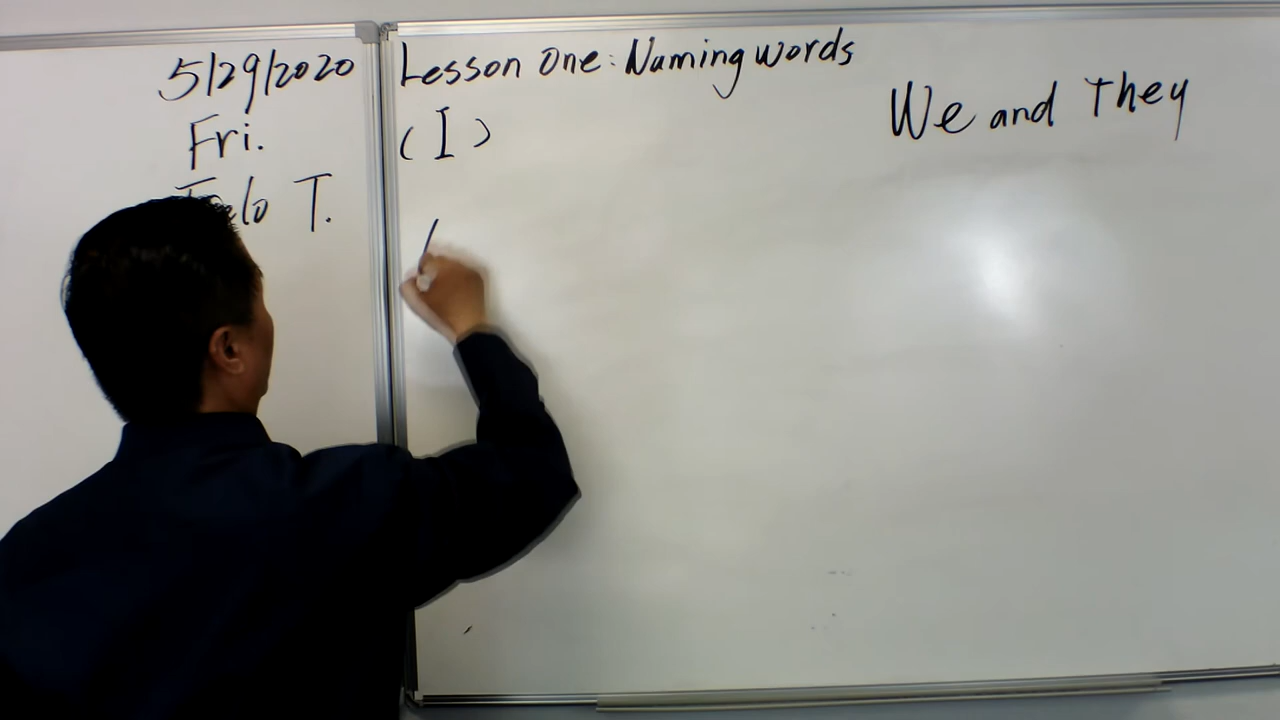 5/29/2020
Fri.
T.
Lesson One: Naming words
(I)
We and They